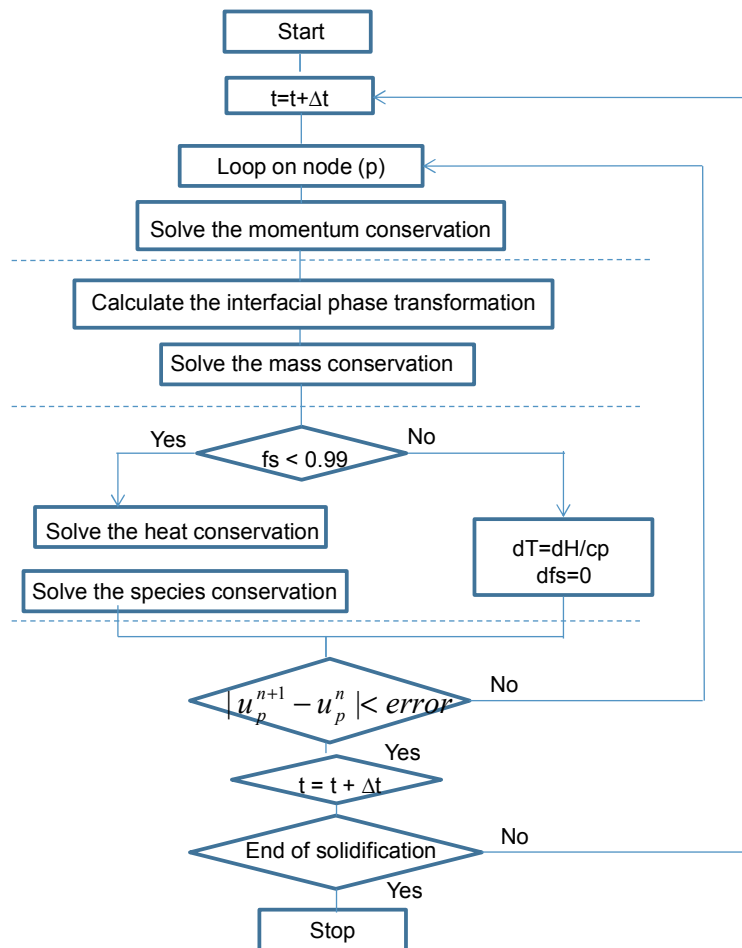 Start
t=t+Δt
Loop on node (p)
Solve the momentum conservation
Calculate the interfacial phase transformation
Solve the mass conservation
Yes
No
fs < 0.99
Solve the heat conservation
dT=dH/cp
dfs=0
Solve the species conservation
| u_p^{n+1} − u_p^n |< error
No
Yes
t = t + Δt
End of solidification
No
Yes
Stop